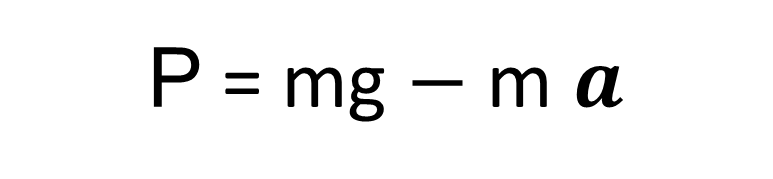 P = mg − m a